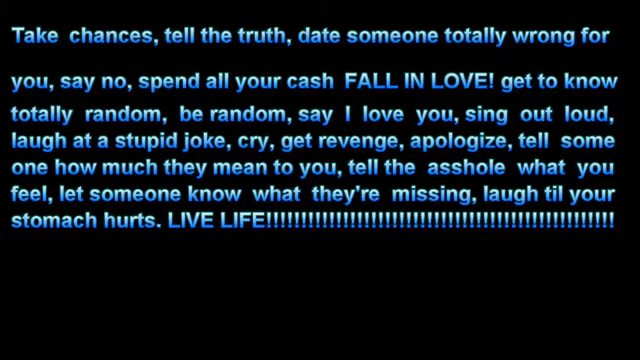 Take chances, tell the truth, date someone totally wrong for
you, say no, spend all your cash FALL IN LOVE! get to know
totally random, be random, say I love you, sing out loud,
laugh at a stupid joke, cry, get revenge, apologize, tell some
one how much they mean to you, tell the asshole what you
feel, let someone know what they're missing, laugh til your
stomach hurts. LIVE LIFE!!!!!!!!!!!!!!!!!!!!!!!!!!!!!!!!!!!!!!!!!!!!!!!!!!